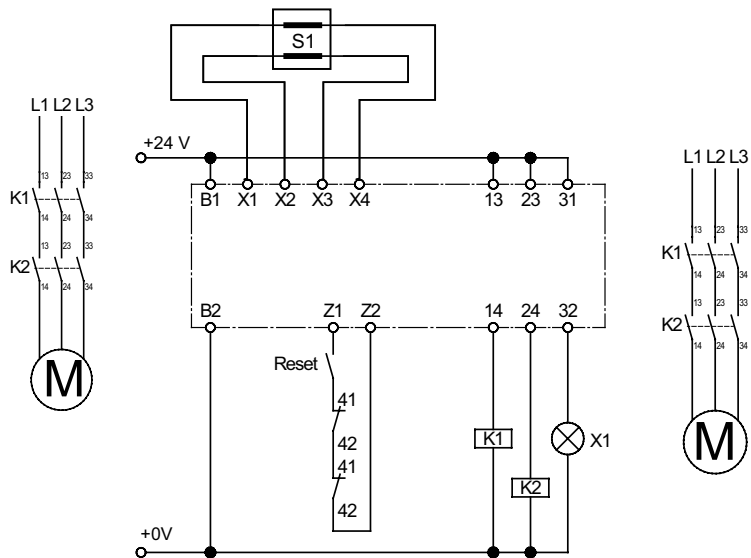 S1
L1 L2 L3
+24 V
L1 L2 L3
B1 X1 X2 X3 X4 13 23 31
13 23 33
K1
14 24 34
13 23 33
K2
14 24 34
M
13 23 33
K1
14 24 34
13 23 33
K2
14 24 34
M
B2 Z1 Z2 14 24 32
Reset
41
42
41
42
K1
X1
K2
+0V